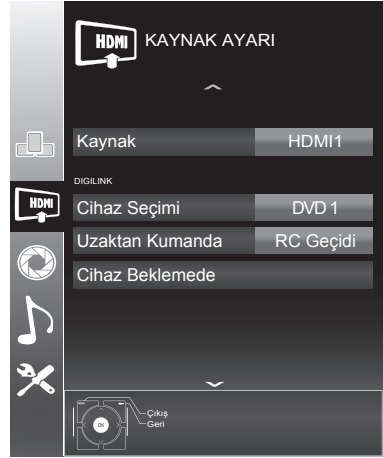 HDMI KAYNAK AYARI
Kaynak HDMI1
DIGILINK
HDMI
Cihaz Seçimi DVD 1
Uzaktan Kumanda RC Geçidi
Cihaz Beklemede
Çıkış
OK
Geri